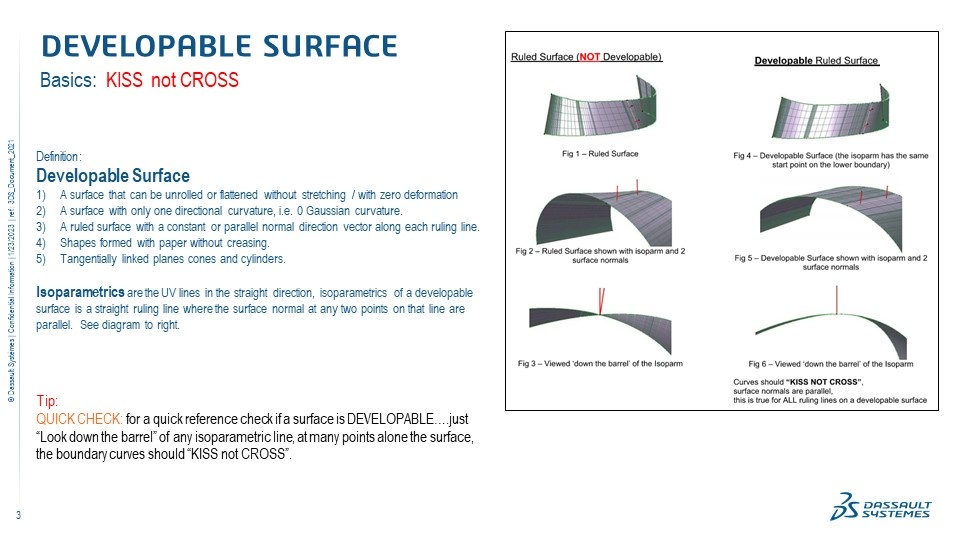 DEVELOPABLE SURFACE
Basics: KISS not CROSS
Definition:
Developable Surface
1) A surface that can be unrolled or flattened without stretching / with zero deformation
2) A surface with only one directional curvature, i.e. 0 Gaussian curvature.
3) A ruled surface with a constant or parallel normal direction vector along each ruling line.
4) Shapes formed with paper without creasing.
5) Tangentially linked planes cones and cylinders.
Isoparametrics are the UV lines in the straight direction, isoparametrics of a developable
surface is a straight ruling line where the surface normal at any two points on that line are
parallel. See diagram to right.
Tip:
QUICK CHECK: for a quick reference check if a surface is DEVELOPABLE….just
“Look down the barrel” of any isoparametric line, at many points alone the surface,
the boundary curves should “KISS not CROSS”.
Ruled Surface (NOT Developable)
Developable Ruled Surface
Fig 1 – Ruled Surface
Fig 4 – Developable Surface (the isoparm has the same
start point on the lower boundary)
Fig 2 – Ruled Surface shown with isoparm and 2
surface normals
Fig 5 – Developable Surface shown with isoparm and 2
surface normals
Fig 3 – Viewed ‘down the barrel’ of the Isoparm
Fig 6 – Viewed ‘down the barrel’ of the Isoparm
Curves should “KISS NOT CROSS”,
surface normals are parallel,
this is true for ALL ruling lines on a developable surface
© Dassault Systèmes | Confidential Information | 1/23/2023 | ref.: 3DS_Document_2021
3
DASSAULT
SYSTEMES